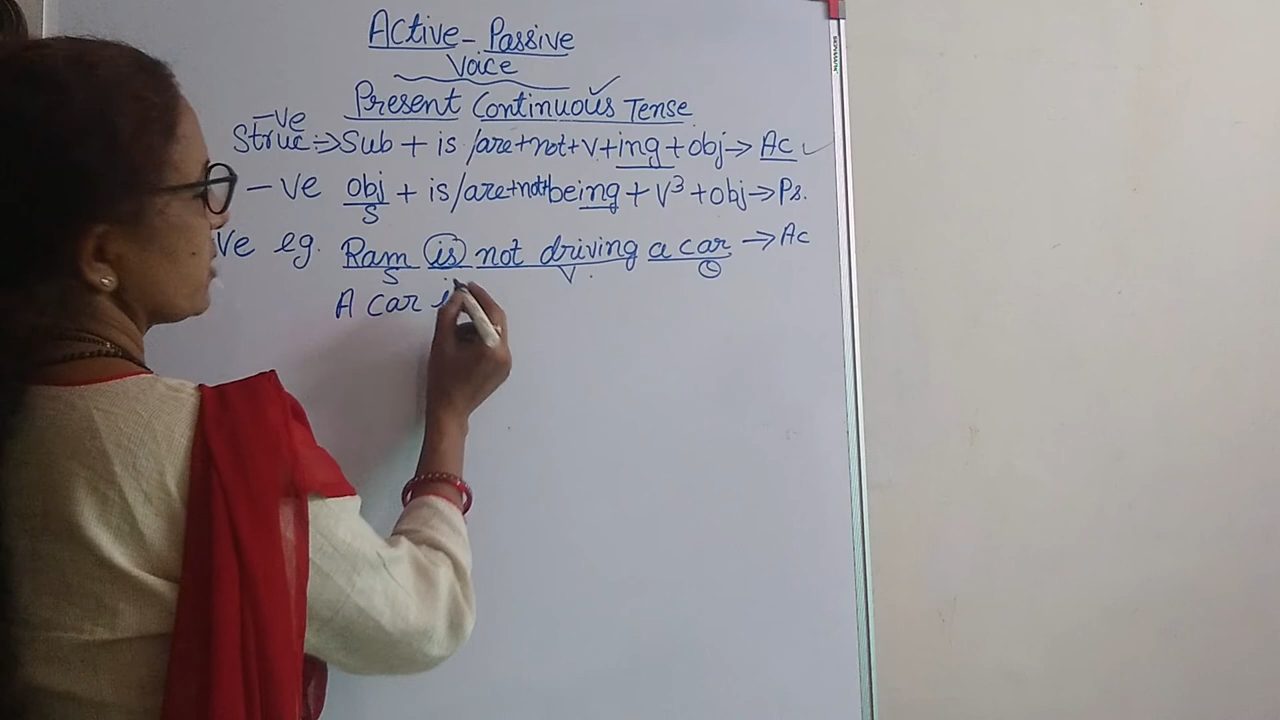 Active - Passive
Voice
Present Continuous Tense
-ve
Struc ⇒ Sub + is /are+not+V+ing + obj → Ac ✓
-ve obj + is/are+not+being + V³ + obj → Ps.
S
Ve eg. Ram is not driving a car → Ac
S V O
A car i